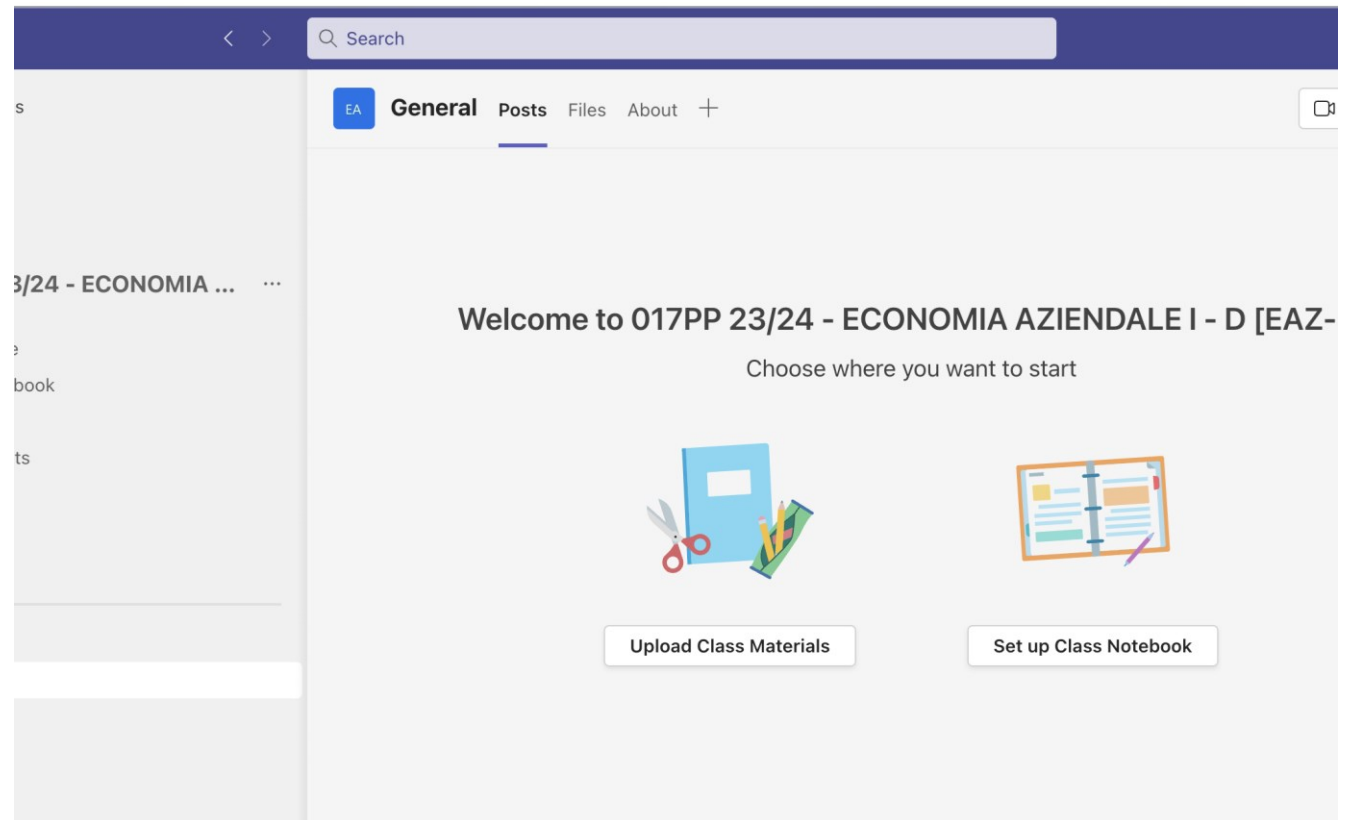 Search
s
EA General Posts Files About
3/24 - ECONOMIA ... ...
Welcome to 017PP 23/24 - ECONOMIA AZIENDALE I - D [EAZ-
Choose where you want to start
book
ts
Upload Class Materials Set up Class Notebook